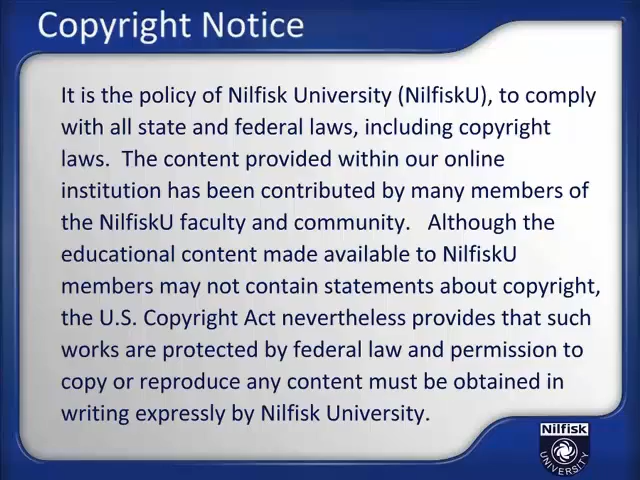 Copyright Notice
It is the policy of Nilfisk University (NilfiskU), to comply
with all state and federal laws, including copyright
laws.  The content provided within our online
institution has been contributed by many members of
the NilfiskU faculty and community.   Although the
educational content made available to NilfiskU
members may not contain statements about copyright,
the U.S. Copyright Act nevertheless provides that such
works are protected by federal law and permission to
copy or reproduce any content must be obtained in
writing expressly by Nilfisk University.
Nilfisk
UNIVERSITY